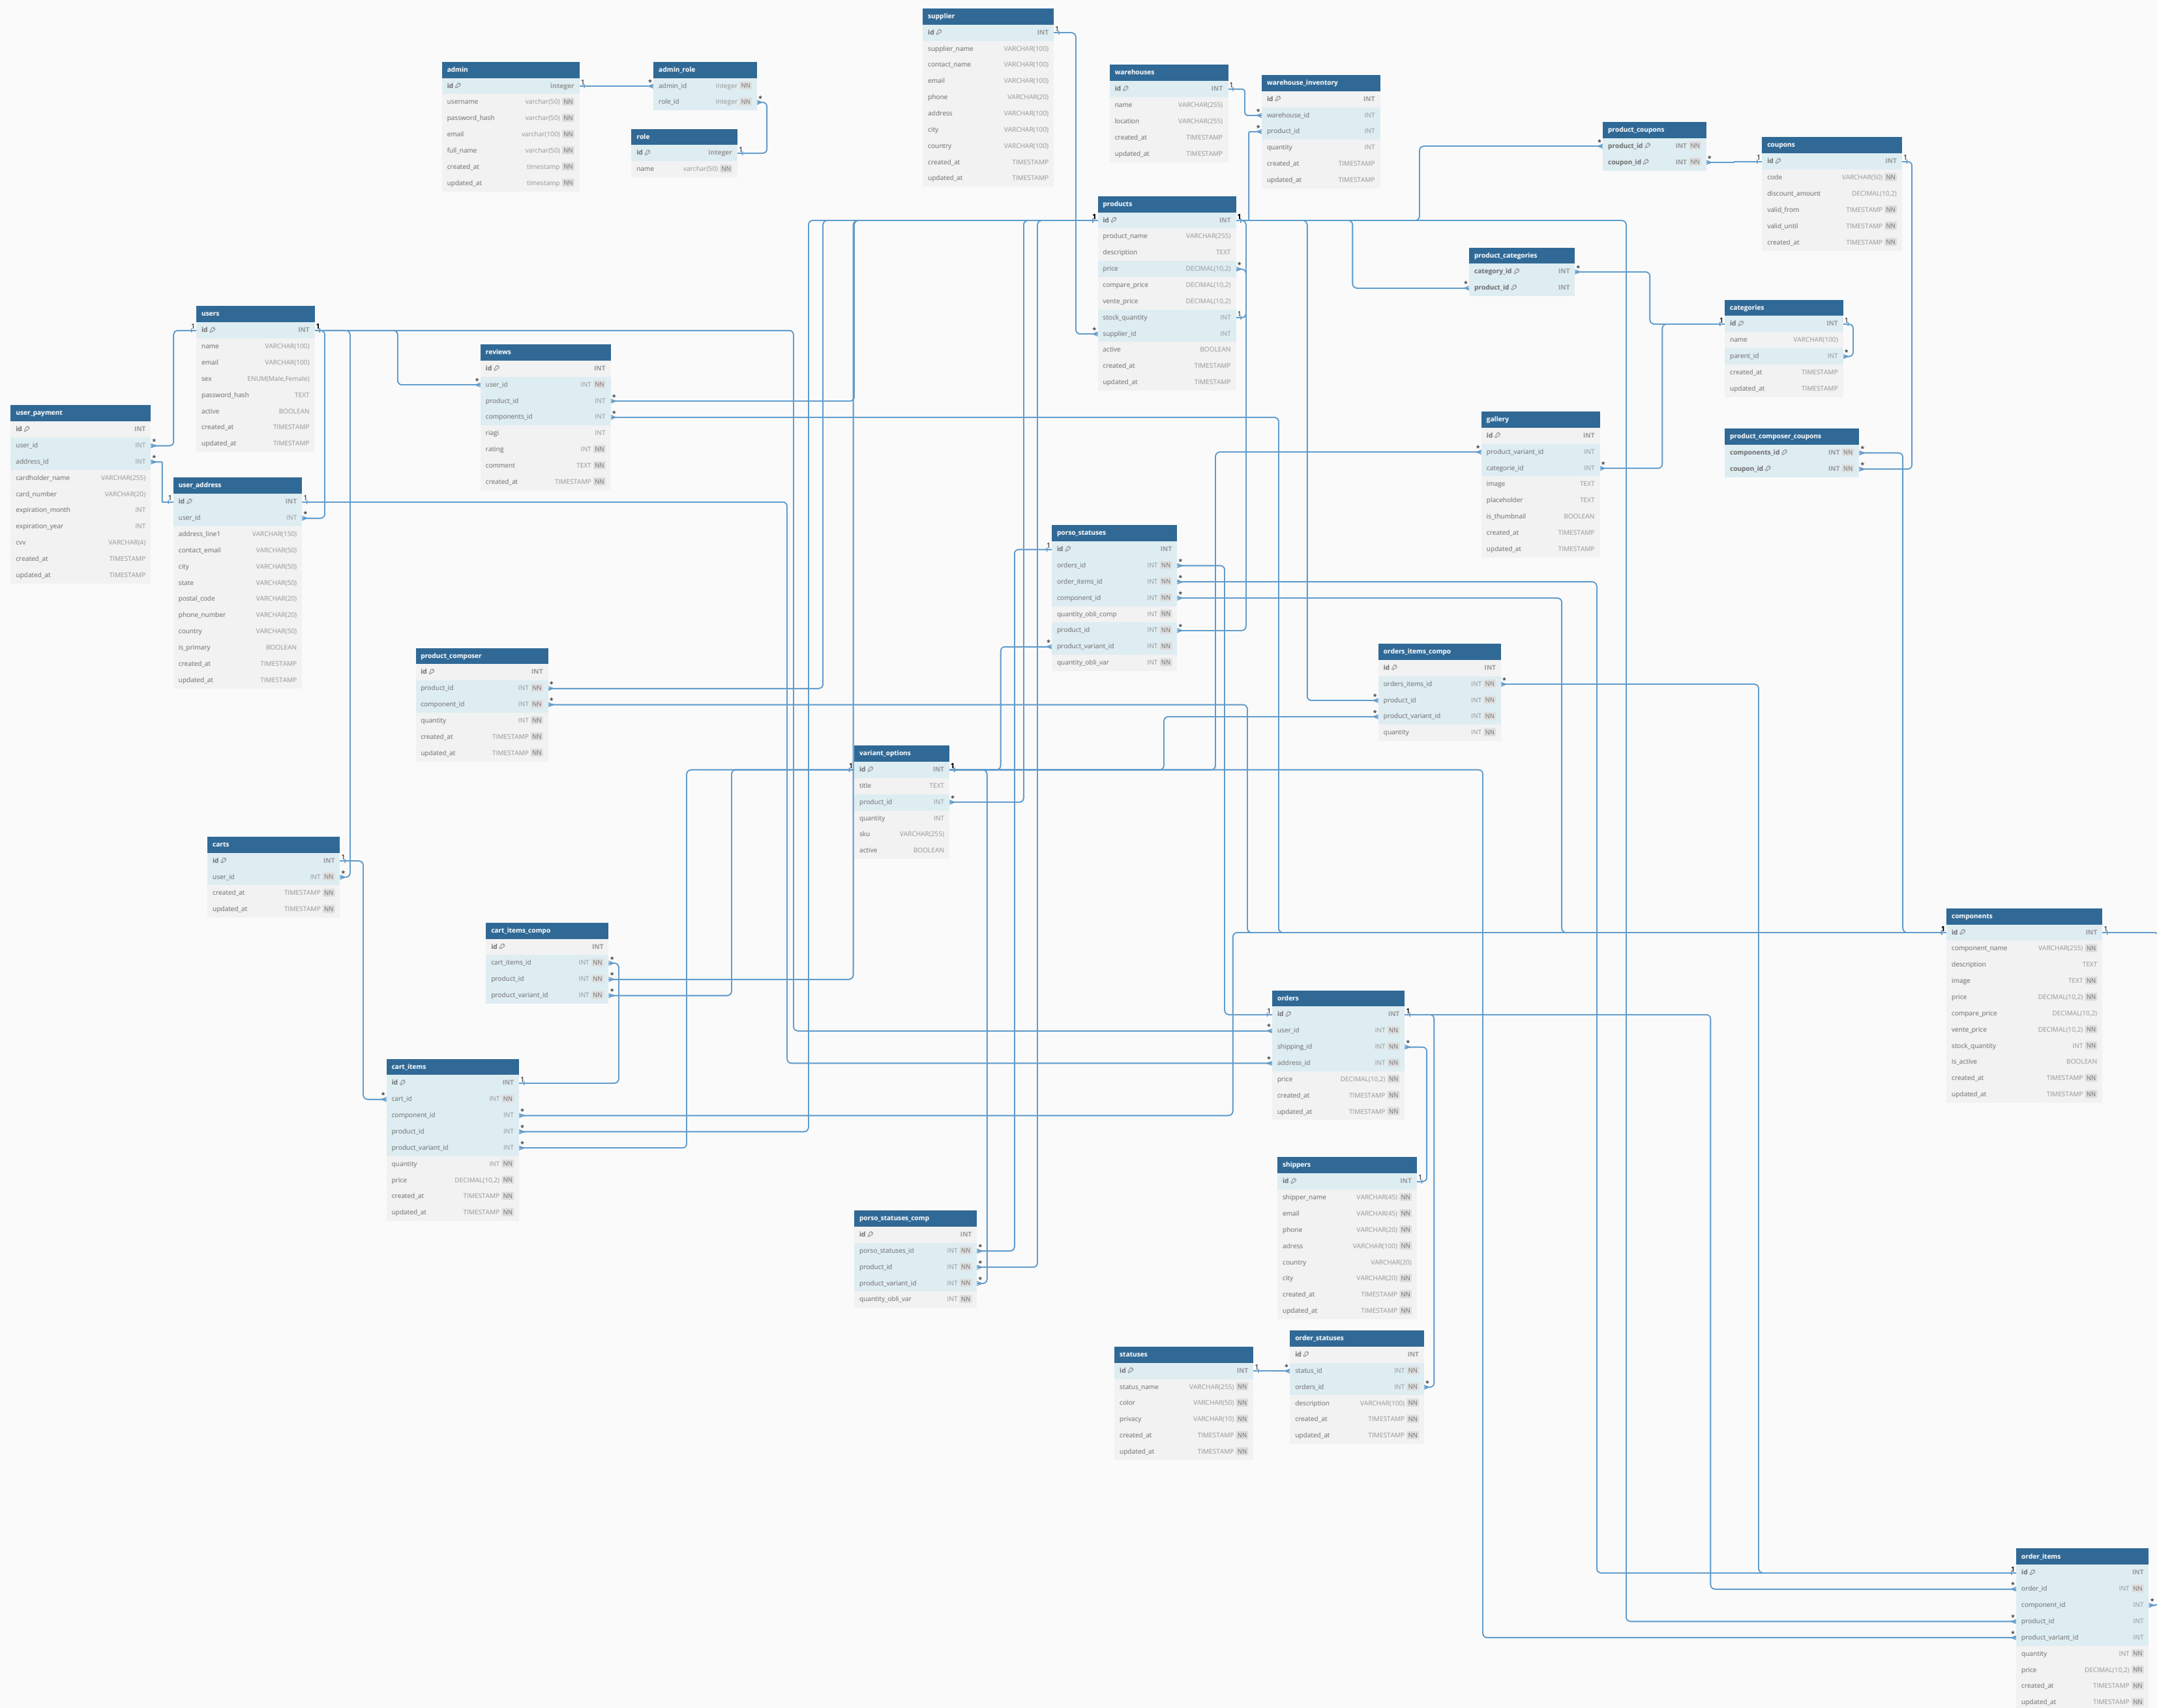 supplier
id INT 1
supplier_name VARCHAR(100)
contact_name VARCHAR(100)
email VARCHAR(100)
phone VARCHAR(20)
address VARCHAR(100)
city VARCHAR(100)
country VARCHAR(100)
created_at TIMESTAMP
updated_at TIMESTAMP
admin
id integer 1
username varchar(50) NN
password_hash varchar(50) NN
email varchar(100) NN
full_name varchar(50) NN
created_at timestamp NN
updated_at timestamp NN
admin_role
* admin_id integer NN
role_id integer NN *
role
id integer 1
name varchar(50) NN
warehouses
id INT 1
name VARCHAR(255)
location VARCHAR(255)
created_at TIMESTAMP
updated_at TIMESTAMP
warehouse_inventory
id INT
* warehouse_id INT
* product_id INT
quantity INT
created_at TIMESTAMP
updated_at TIMESTAMP
product_coupons
* product_id INT NN
coupon_id INT NN *
coupons
1 id INT 1
code VARCHAR(50) NN
discount_amount DECIMAL(10,2)
valid_from TIMESTAMP NN
valid_until TIMESTAMP NN
created_at TIMESTAMP NN
products
1 id INT 1
product_name VARCHAR(255)
description TEXT
price DECIMAL(10,2) *
compare_price DECIMAL(10,2)
vente_price DECIMAL(10,2)
stock_quantity INT 1
* supplier_id INT
active BOOLEAN
created_at TIMESTAMP
updated_at TIMESTAMP
product_categories
category_id INT *
* product_id INT
categories
1 id INT 1
name VARCHAR(100)
parent_id INT *
created_at TIMESTAMP
updated_at TIMESTAMP
users
1 id INT 1
name VARCHAR(100)
email VARCHAR(100)
sex ENUM(Male,Female)
password_hash TEXT
active BOOLEAN
created_at TIMESTAMP
updated_at TIMESTAMP
reviews
id INT
* user_id INT NN
product_id INT *
components_id INT *
riagi INT
rating INT NN
comment TEXT NN
created_at TIMESTAMP NN
user_payment
id INT
user_id INT *
address_id INT *
cardholder_name VARCHAR(255)
card_number VARCHAR(20)
expiration_month INT
expiration_year INT
cvv VARCHAR(4)
created_at TIMESTAMP
updated_at TIMESTAMP
user_address
1 id INT 1
user_id INT *
address_line1 VARCHAR(150)
contact_email VARCHAR(50)
city VARCHAR(50)
state VARCHAR(50)
postal_code VARCHAR(20)
phone_number VARCHAR(20)
country VARCHAR(50)
is_primary BOOLEAN
created_at TIMESTAMP
updated_at TIMESTAMP
gallery
id INT
* product_variant_id INT
categorie_id INT *
image TEXT
placeholder TEXT
is_thumbnail BOOLEAN
created_at TIMESTAMP
updated_at TIMESTAMP
product_composer_coupons
components_id INT NN *
coupon_id INT NN *
porso_statuses
1 id INT
orders_id INT NN *
order_items_id INT NN *
component_id INT NN *
quantity_obli_comp INT NN
product_id INT NN *
* product_variant_id INT NN
quantity_obli_var INT NN
product_composer
id INT
product_id INT NN *
component_id INT NN *
quantity INT NN
created_at TIMESTAMP NN
updated_at TIMESTAMP NN
orders_items_compo
id INT
orders_items_id INT NN *
* product_id INT NN
* product_variant_id INT NN
quantity INT NN
variant_options
1 id INT 1
title TEXT
product_id INT *
quantity INT
sku VARCHAR(255)
active BOOLEAN
carts
id INT 1
user_id INT NN *
created_at TIMESTAMP NN
updated_at TIMESTAMP NN
cart_items_compo
id INT
cart_items_id INT NN *
product_id INT NN *
product_variant_id INT NN *
components
1 id INT 1
component_name VARCHAR(255) NN
description TEXT
image TEXT NN
price DECIMAL(10,2) NN
compare_price DECIMAL(10,2)
vente_price DECIMAL(10,2) NN
stock_quantity INT NN
is_active BOOLEAN
created_at TIMESTAMP NN
updated_at TIMESTAMP NN
orders
1 id INT 1
* user_id INT NN
shipping_id INT NN *
* address_id INT NN
price DECIMAL(10,2) NN
created_at TIMESTAMP NN
updated_at TIMESTAMP NN
cart_items
id INT 1
* cart_id INT NN
component_id INT *
product_id INT *
product_variant_id INT *
quantity INT NN
price DECIMAL(10,2) NN
created_at TIMESTAMP NN
updated_at TIMESTAMP NN
shippers
id INT 1
shipper_name VARCHAR(45) NN
email VARCHAR(45) NN
phone VARCHAR(20) NN
adress VARCHAR(100) NN
country VARCHAR(20)
city VARCHAR(20) NN
created_at TIMESTAMP NN
updated_at TIMESTAMP NN
porso_statuses_comp
id INT
porso_statuses_id INT NN *
product_id INT NN *
product_variant_id INT NN *
quantity_obli_var INT NN
statuses
id INT 1
status_name VARCHAR(255) NN
color VARCHAR(50) NN
privacy VARCHAR(10) NN
created_at TIMESTAMP NN
updated_at TIMESTAMP NN
order_statuses
id INT
* status_id INT NN
orders_id INT NN *
description VARCHAR(100) NN
created_at TIMESTAMP NN
updated_at TIMESTAMP NN
order_items
1 id INT
* order_id INT NN
component_id INT *
* product_id INT
* product_variant_id INT
quantity INT NN
price DECIMAL(10,2) NN
created_at TIMESTAMP NN
updated_at TIMESTAMP NN